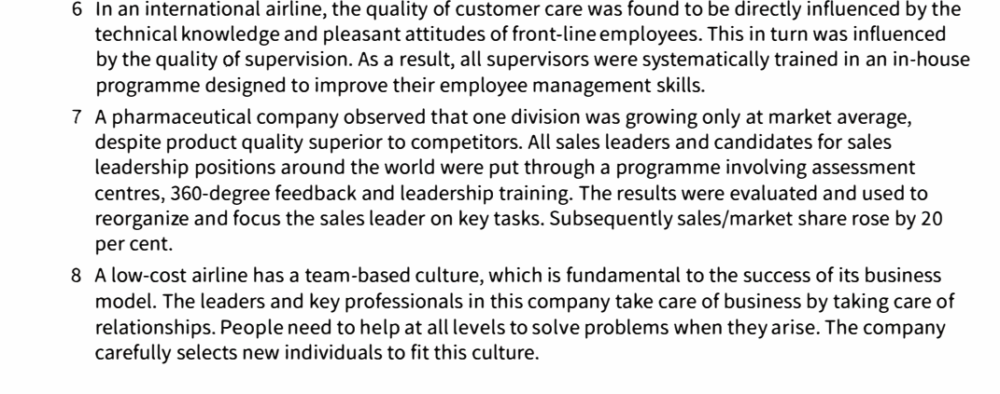 6 In an international airline, the quality of customer care was found to be directly influenced by the
technical knowledge and pleasant attitudes of front-line employees. This in turn was influenced
by the quality of supervision. As a result, all supervisors were systematically trained in an in-house
programme designed to improve their employee management skills.
7 A pharmaceutical company observed that one division was growing only at market average,
despite product quality superior to competitors. All sales leaders and candidates for sales
leadership positions around the world were put through a programme involving assessment
centres, 360-degree feedback and leadership training. The results were evaluated and used to
reorganize and focus the sales leader on key tasks. Subsequently sales/market share rose by 20
per cent.
8 A low-cost airline has a team-based culture, which is fundamental to the success of its business
model. The leaders and key professionals in this company take care of business by taking care of
relationships. People need to help at all levels to solve problems when they arise. The company
carefully selects new individuals to fit this culture.